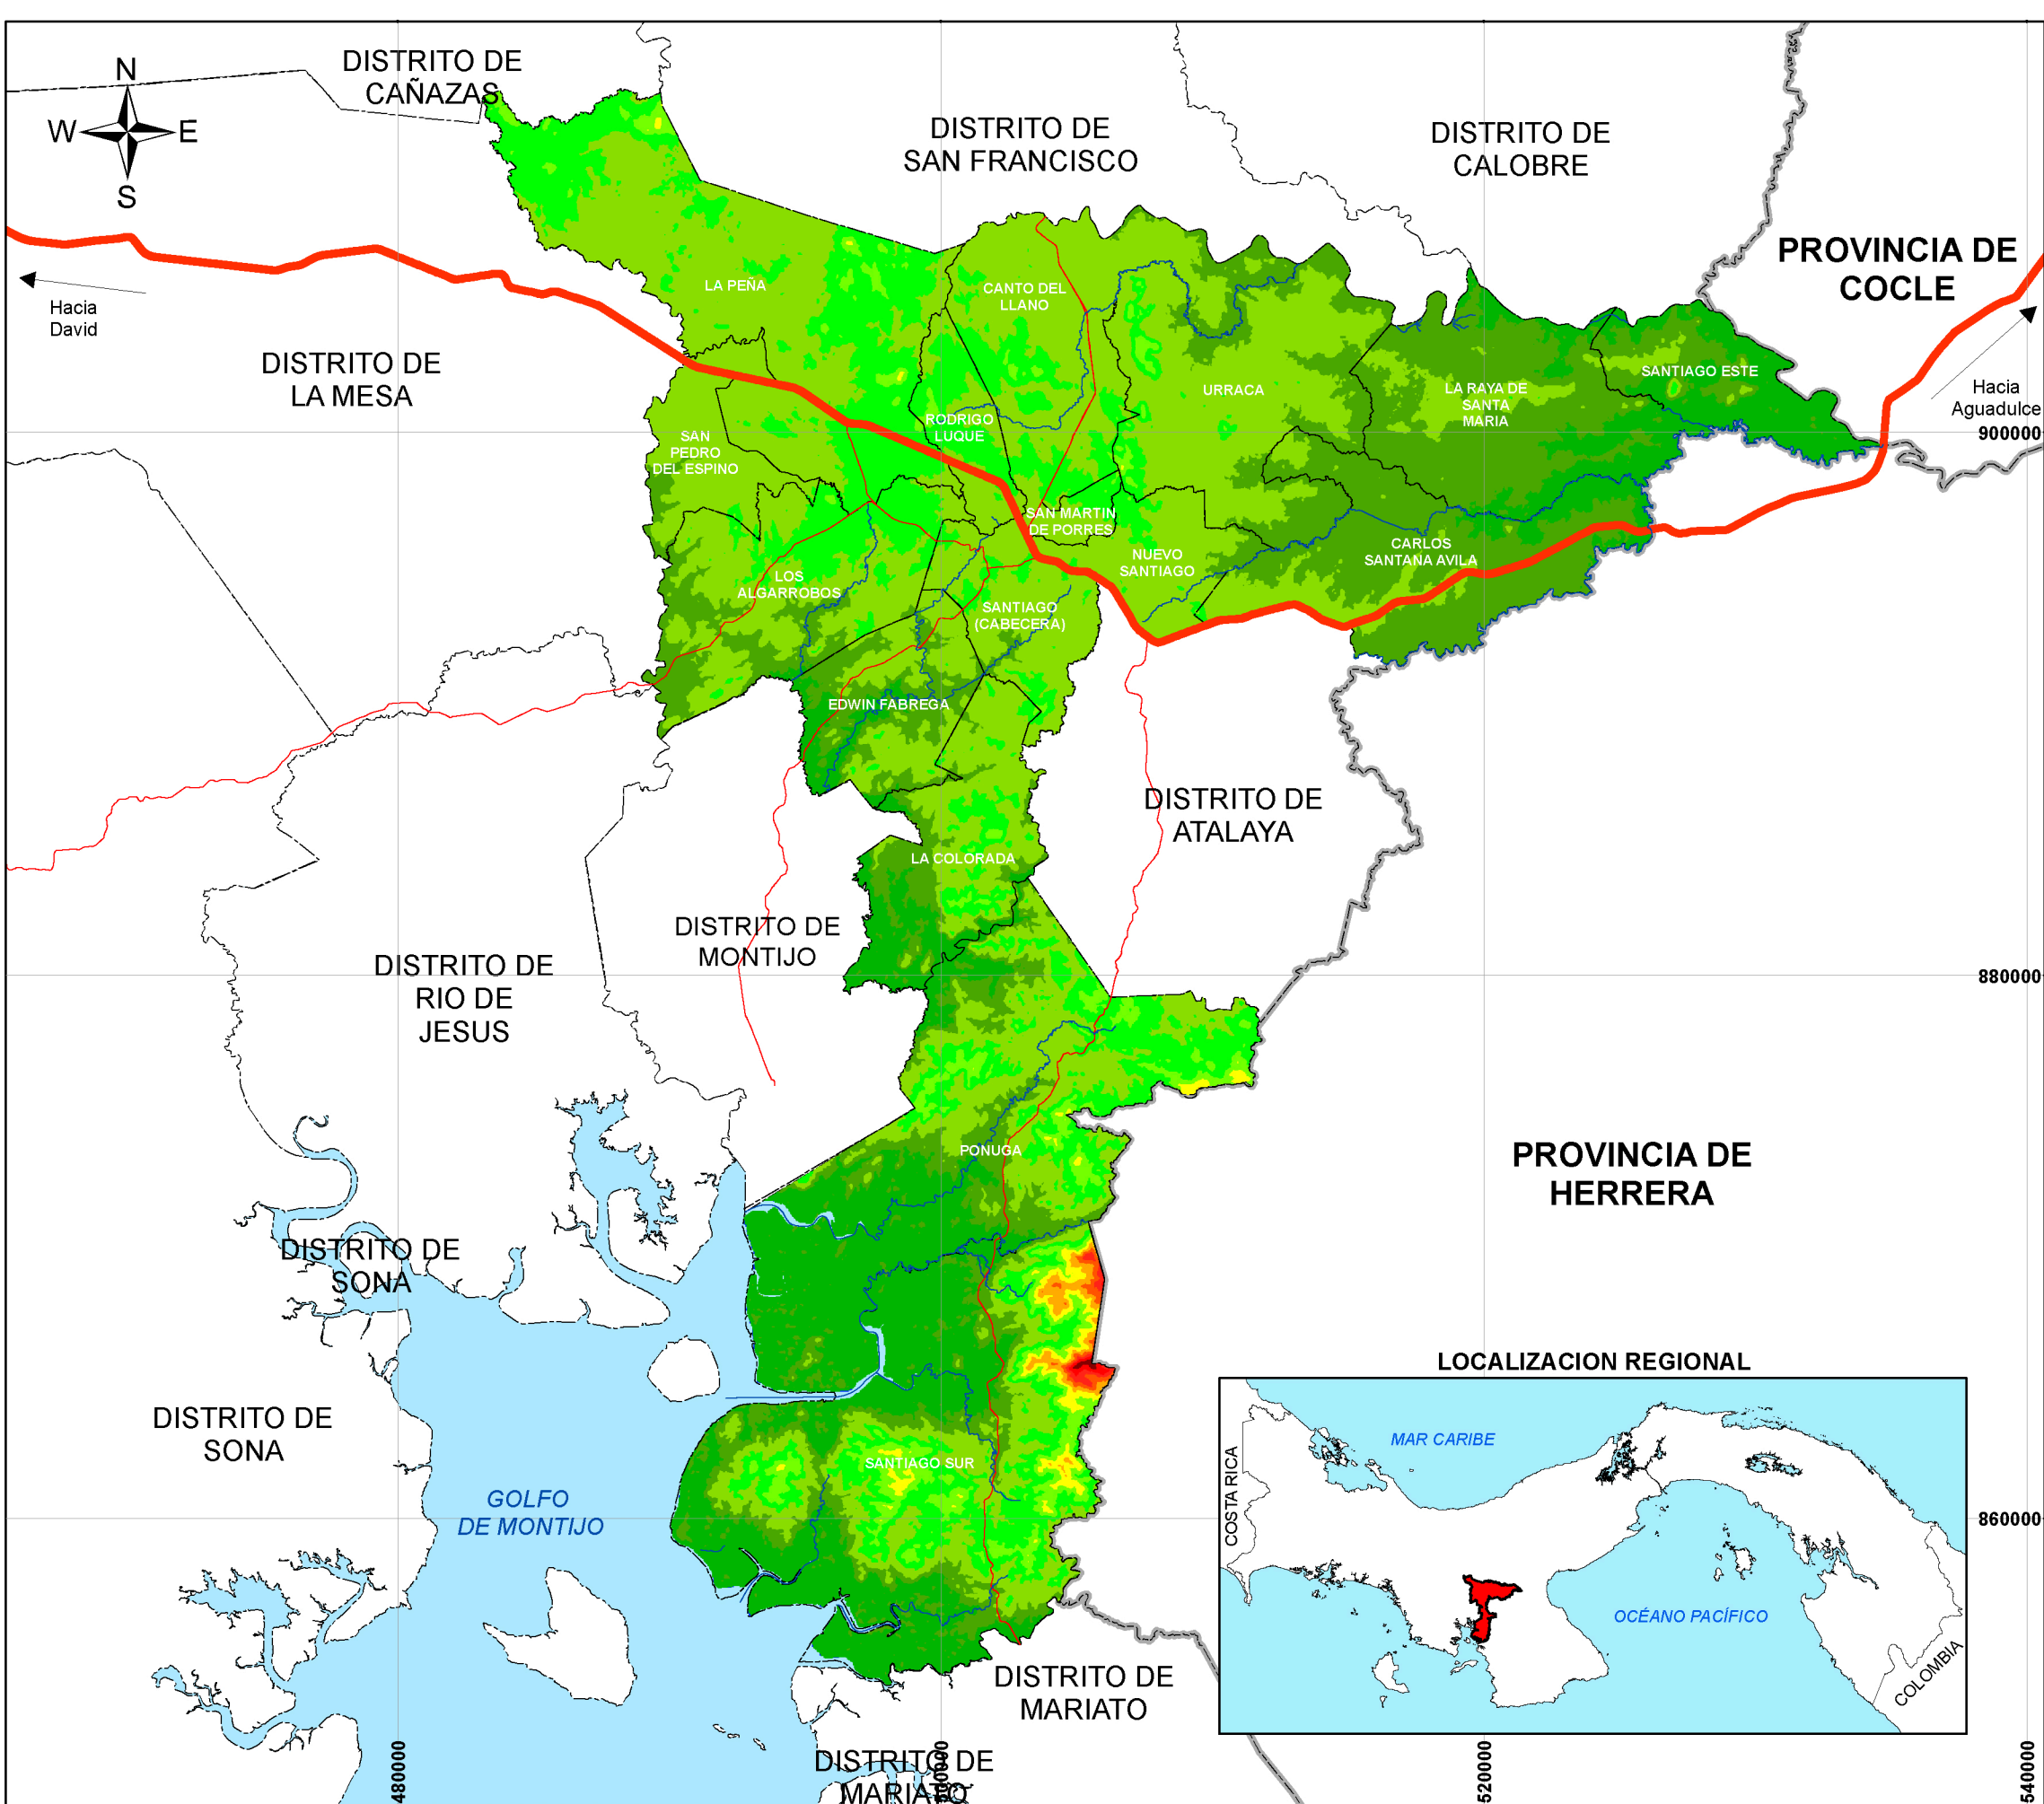 DISTRITO DE
CAÑAZAS
N
W
E
S
DISTRITO DE
SAN FRANCISCO
DISTRITO DE
CALOBRE
PROVINCIA DE
COCLE
Hacia
David
LA PEÑA
CANTO DEL
LLANO
DISTRITO DE
LA MESA
URRACA
LA RAYA DE
SANTA
MARIA
SANTIAGO ESTE
Hacia
Aguadulce
RODRIGO
LUQUE
SAN
PEDRO
DEL ESPINO
900000
SAN MARTIN
DE PORRES
NUEVO
SANTIAGO
CARLOS
SANTANA AVILA
LOS
ALGARROBOS
SANTIAGO
(CABECERA)
EDWIN FABREGA
DISTRITO DE
ATALAYA
LA COLORADA
DISTRITO DE
MONTIJO
DISTRITO DE
RIO DE
JESUS
880000
PONUGA
PROVINCIA DE
HERRERA
DISTRITO DE
SONA
LOCALIZACION REGIONAL
DISTRITO DE
SONA
MAR CARIBE
COSTA RICA
SANTIAGO SUR
GOLFO
DE MONTIJO
860000
OCÉANO PACÍFICO
COLOMBIA
DISTRITO DE
MARIATO
DISTRITO DE
MARIATO
480000
500000
520000
540000